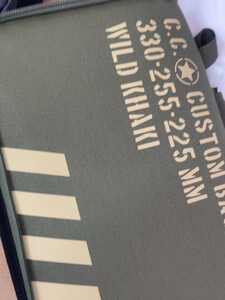 C.C. CUSTOM
330·255·225 MM
WILD KHAKI